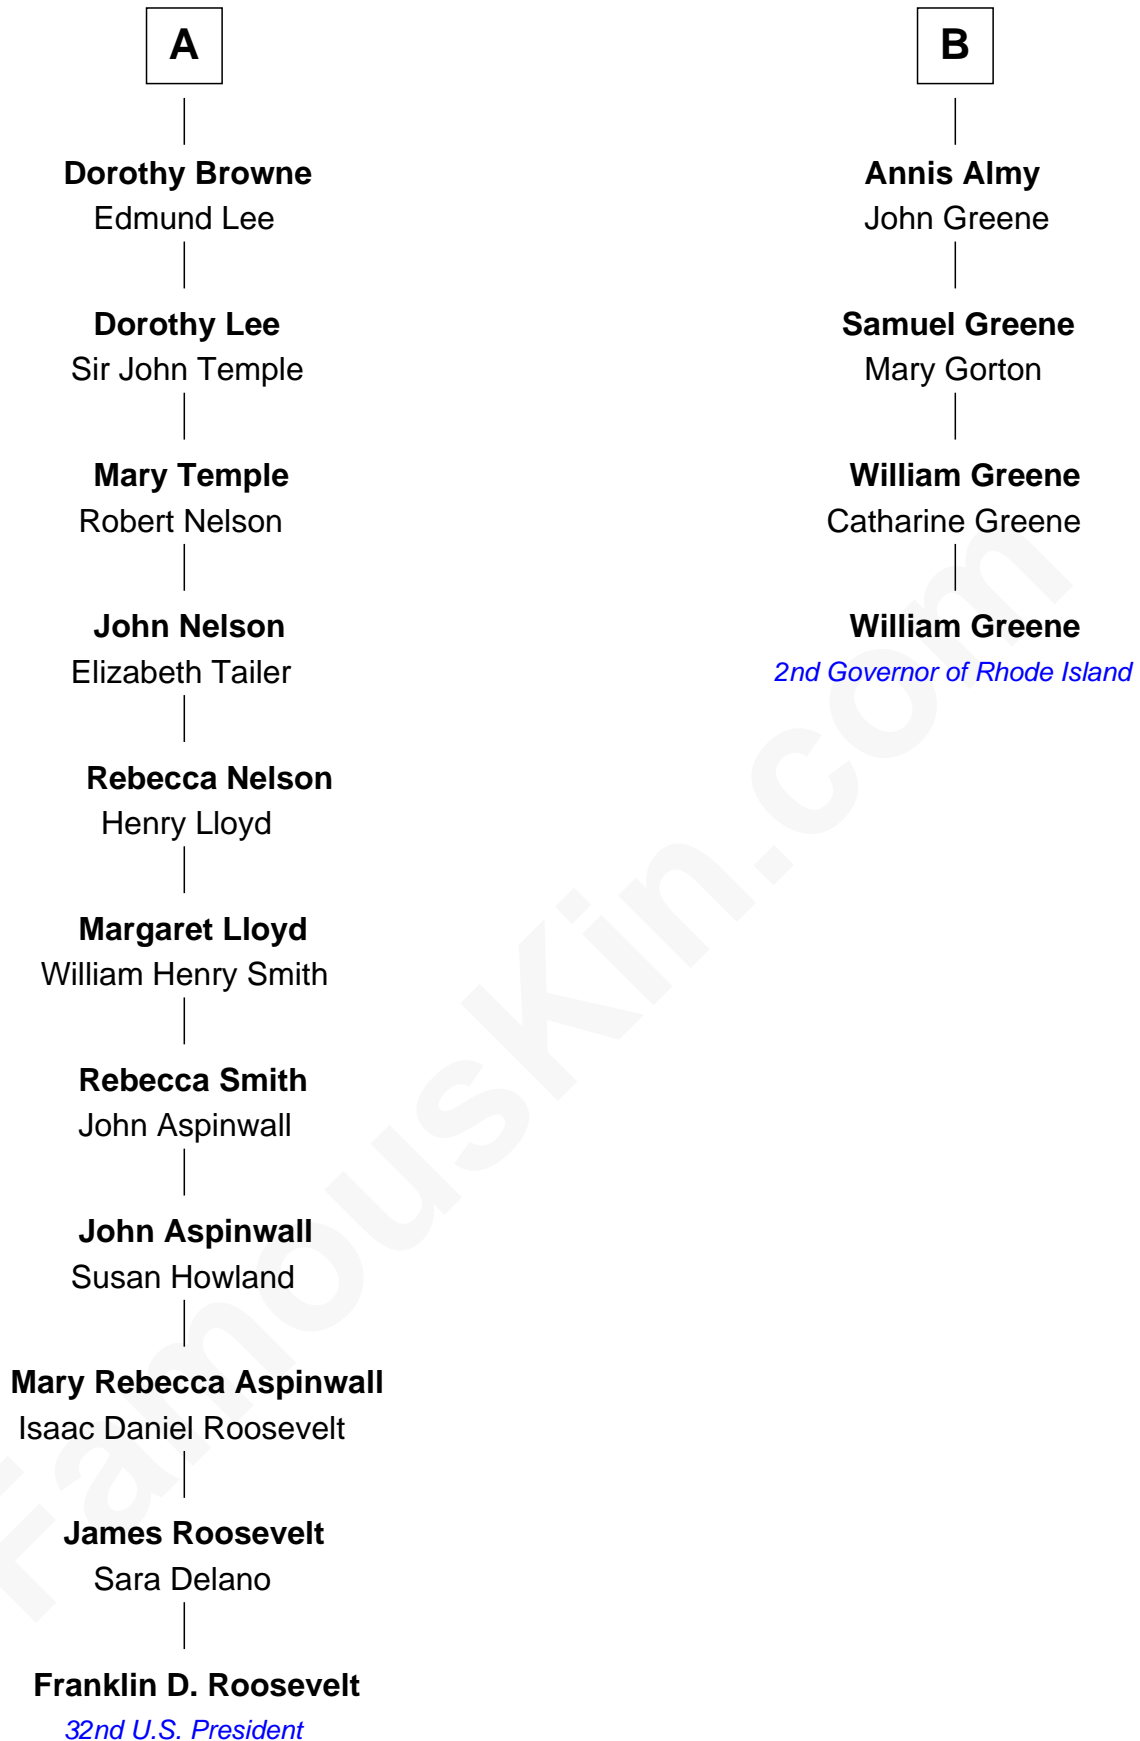 A
Dorothy Browne
Edmund Lee
Dorothy Lee
Sir John Temple
Mary Temple
Robert Nelson
John Nelson
Elizabeth Tailer
Rebecca Nelson
Henry Lloyd
Margaret Lloyd
William Henry Smith
Rebecca Smith
John Aspinwall
John Aspinwall
Susan Howland
Mary Rebecca Aspinwall
Isaac Daniel Roosevelt
James Roosevelt
Sara Delano
Franklin D. Roosevelt
32nd U.S. President
B
Annis Almy
John Greene
Samuel Greene
Mary Gorton
William Greene
Catharine Greene
William Greene
2nd Governor of Rhode Island
FamousKin.com